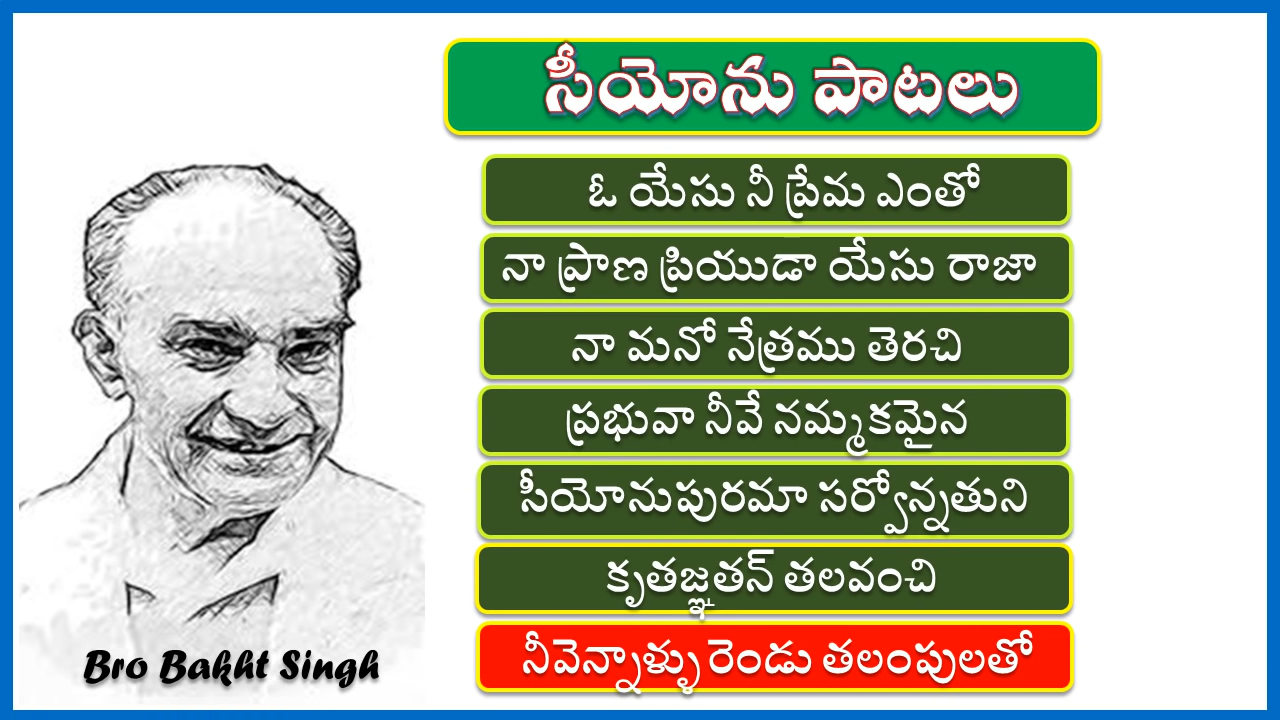 సీయోను పాటలు
ఓ యేసు నీ ప్రేమ ఎంతో
నా ప్రాణ ప్రియుడా యేసు రాజా
నా మనో నేత్రము తెరచి
ప్రభువా నీవే నమ్మకమైన
సీయోనుపురమా సర్వోన్నతుని
కృతజ్ఞతన్ తలవంచి
నీవెన్నాళ్ళు రెండు తలంపులతో
Bro Bakht Singh